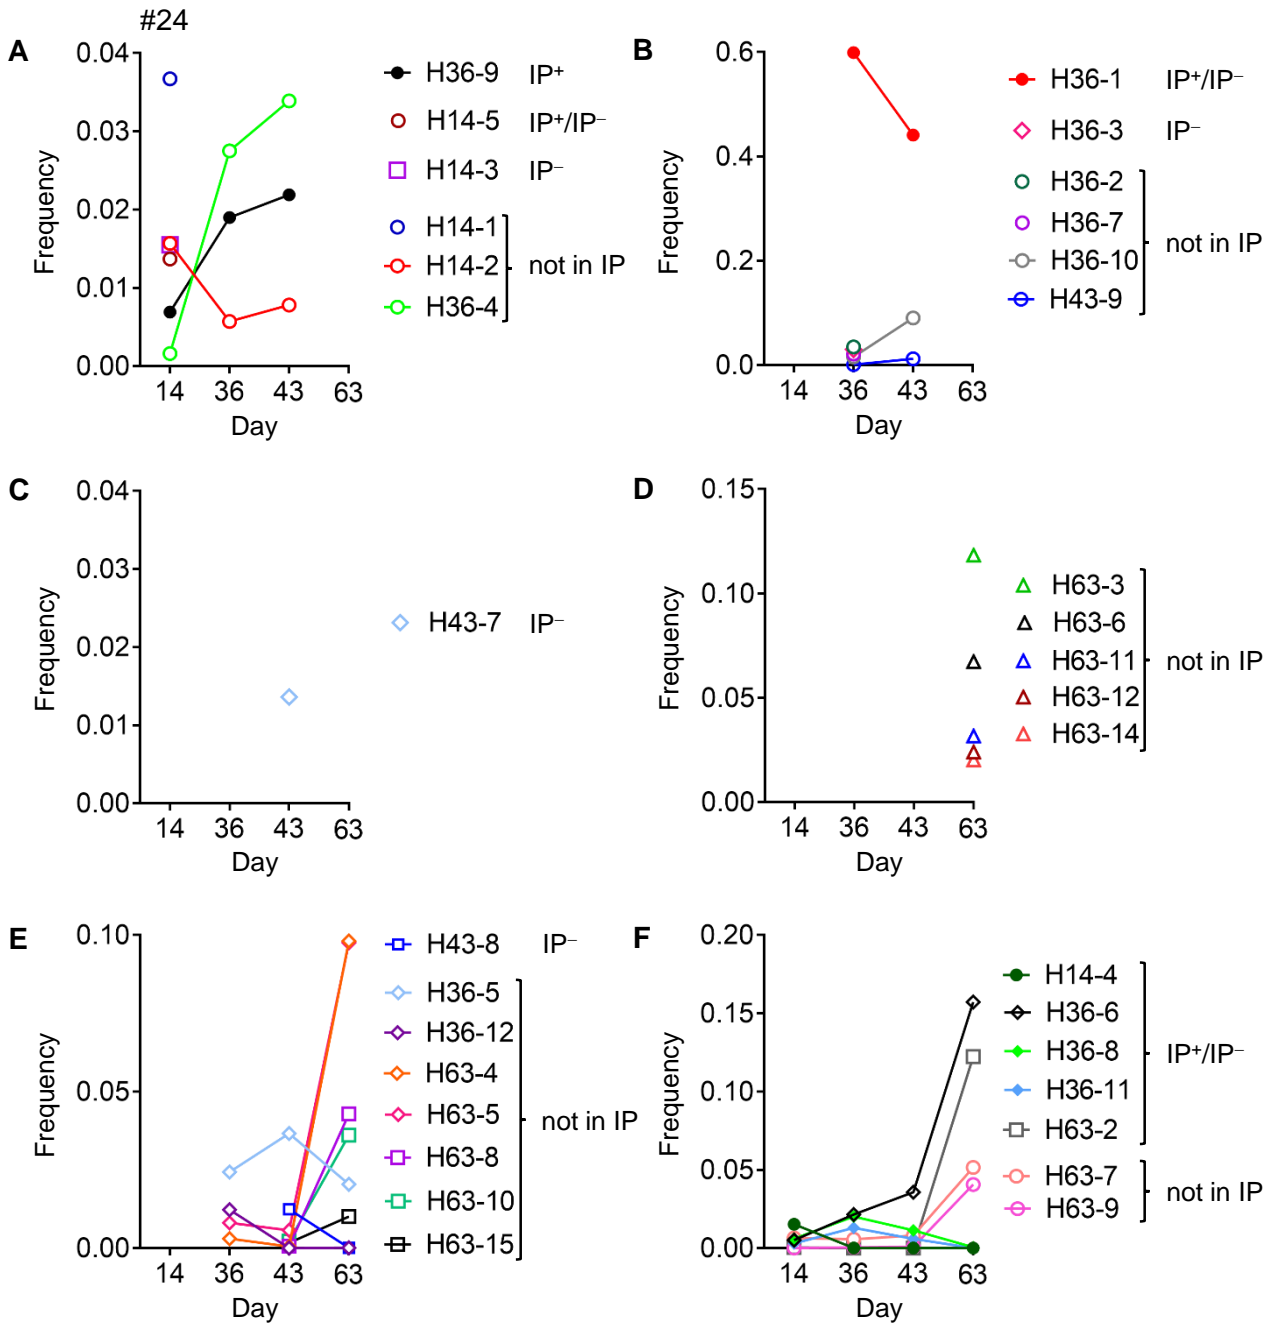 #24
A
0.04
0.03
0.02
0.01
0.00
Frequency
14 36 43 63
Day
H36-9 IP⁺
H14-5 IP⁺/IP⁻
H14-3 IP⁻
H14-1
H14-2 not in IP
H36-4
B
0.6
0.4
0.2
0.0
Frequency
14 36 43 63
Day
H36-1 IP⁺/IP⁻
H36-3 IP⁻
H36-2
H36-7 not in IP
H36-10
H43-9
C
0.04
0.03
0.02
0.01
0.00
Frequency
14 36 43 63
Day
H43-7 IP⁻
D
0.15
0.10
0.05
0.00
Frequency
14 36 43 63
Day
H63-3
H63-6
H63-11 not in IP
H63-12
H63-14
E
0.10
0.05
0.00
Frequency
14 36 43 63
Day
H43-8 IP⁻
H36-5
H36-12
H63-4
H63-5 not in IP
H63-8
H63-10
H63-15
F
0.20
0.15
0.10
0.05
0.00
Frequency
14 36 43 63
Day
H14-4
H36-6
H36-8 IP⁺/IP⁻
H36-11
H63-2
H63-7 not in IP
H63-9